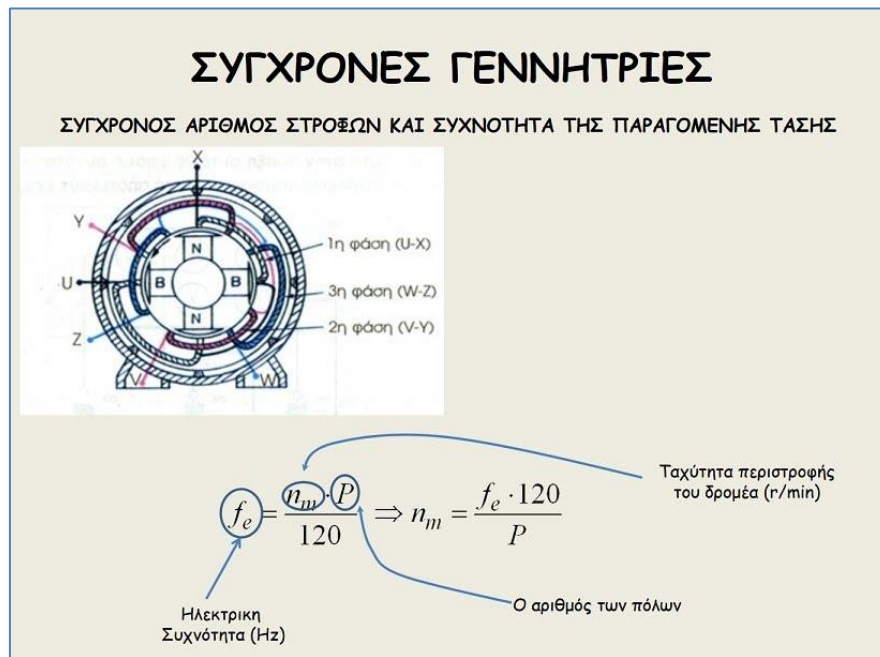 ΣΥΓΧΡΟΝΕΣ ΓΕΝΝΗΤΡΙΕΣ
ΣΥΓΧΡΟΝΟΣ ΑΡΙΘΜΟΣ ΣΤΡΟΦΩΝ ΚΑΙ ΣΥΧΝΟΤΗΤΑ ΤΗΣ ΠΑΡΑΓΟΜΕΝΗΣ ΤΑΣΗΣ
X
Y
N
1η φάση (U-X)
U
B
B
3η φάση (W-Z)
Z
N
2η φάση (V-Y)
V
W
Ταχύτητα περιστροφής
του δρομέα (r/min)
f_e = n_m · P / 120 ⇒ n_m = f_e · 120 / P
Ο αριθμός των πόλων
Ηλεκτρικη
Συχνότητα (Hz)